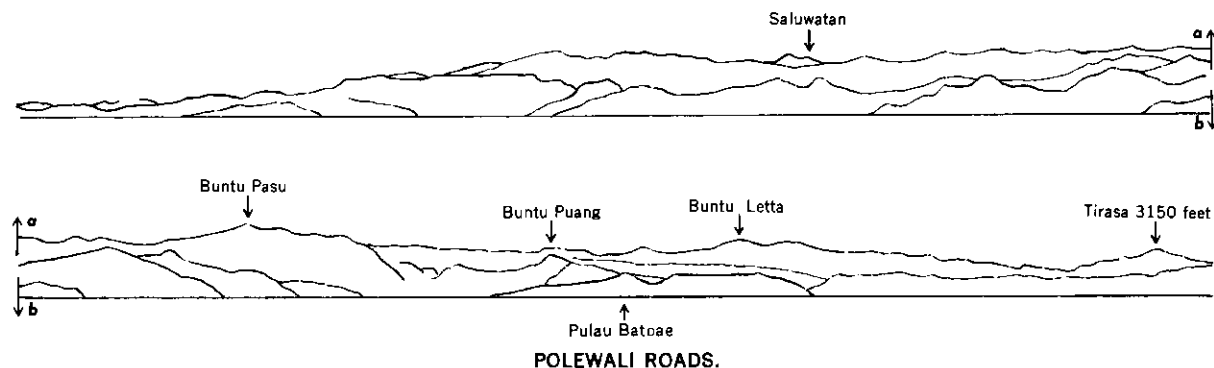 Saluwatan
a
b
Buntu Pasu
Buntu Puang
Buntu Letta
Tirasa 3150 feet
a
b
Pulau Batoae
POLEWALI ROADS.